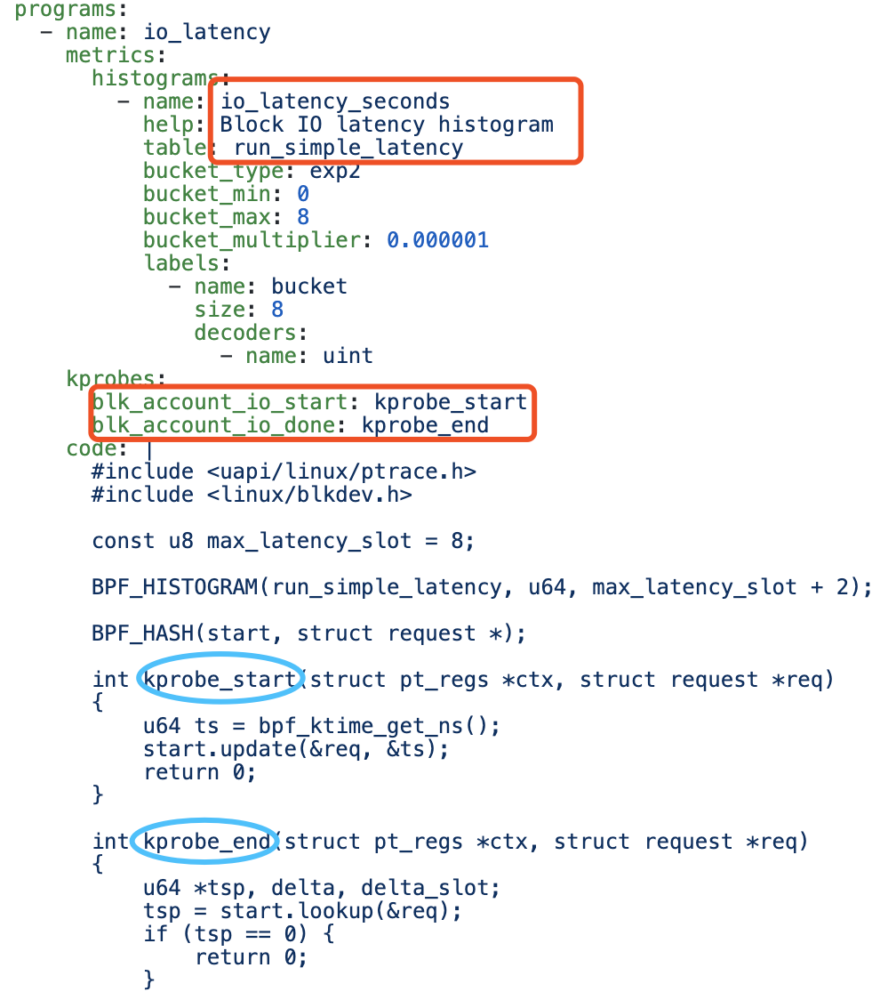 programs:
  - name: io_latency
    metrics:
      histograms:
        - name: io_latency_seconds
          help: Block IO latency histogram
          table: run_simple_latency
          bucket_type: exp2
          bucket_min: 0
          bucket_max: 8
          bucket_multiplier: 0.000001
          labels:
            - name: bucket
              size: 8
              decoders:
                - name: uint
    kprobes:
      blk_account_io_start: kprobe_start
      blk_account_io_done: kprobe_end
    code: |
      #include <uapi/linux/ptrace.h>
      #include <linux/blkdev.h>

      const u8 max_latency_slot = 8;

      BPF_HISTOGRAM(run_simple_latency, u64, max_latency_slot + 2);

      BPF_HASH(start, struct request *);

      int kprobe_start(struct pt_regs *ctx, struct request *req)
      {
          u64 ts = bpf_ktime_get_ns();
          start.update(&req, &ts);
          return 0;
      }

      int kprobe_end(struct pt_regs *ctx, struct request *req)
      {
          u64 *tsp, delta, delta_slot;
          tsp = start.lookup(&req);
          if (tsp == 0) {
              return 0;
          }